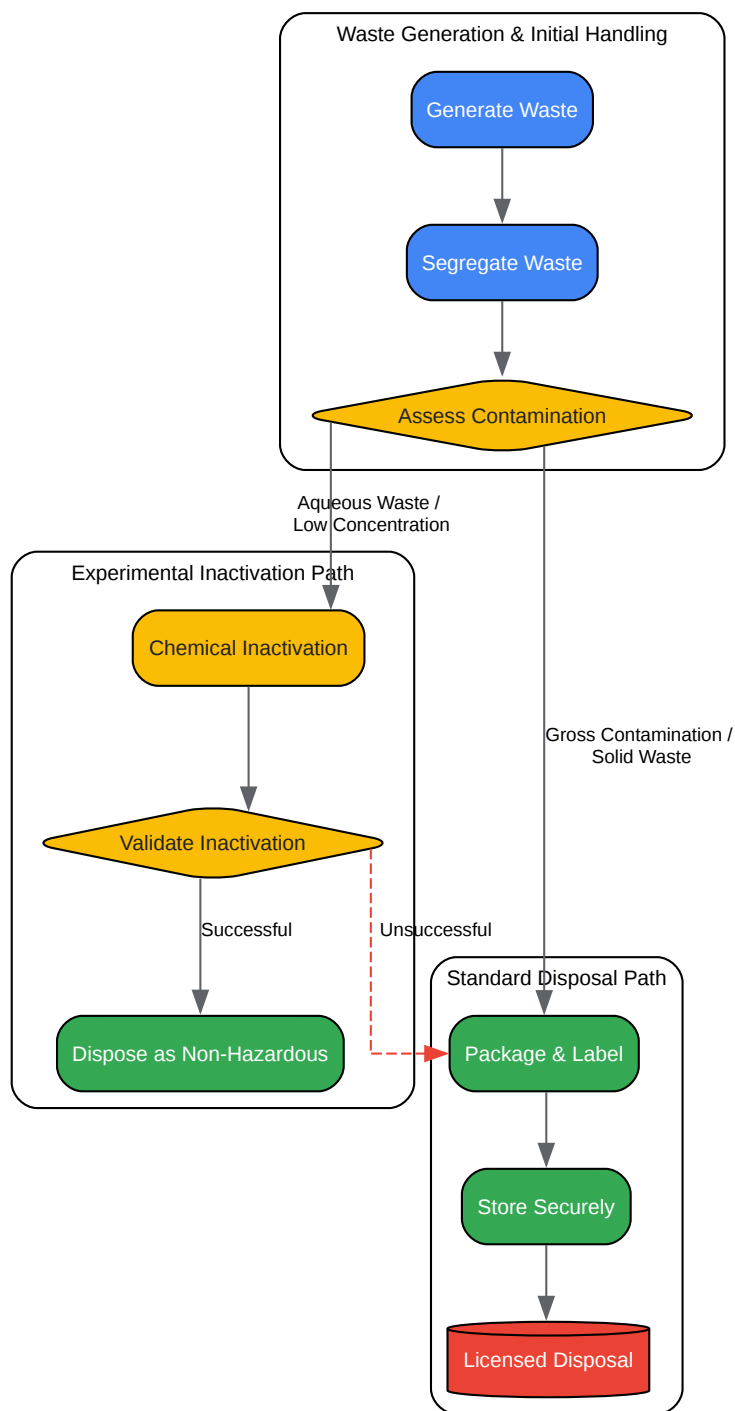 Waste Generation & Initial Handling
Generate Waste
Segregate Waste
Assess Contamination
Aqueous Waste /
Low Concentration
Experimental Inactivation Path
Chemical Inactivation
Gross Contamination /
Solid Waste
Validate Inactivation
Successful
Unsuccessful
Standard Disposal Path
Dispose as Non-Hazardous
Package & Label
Store Securely
Licensed Disposal